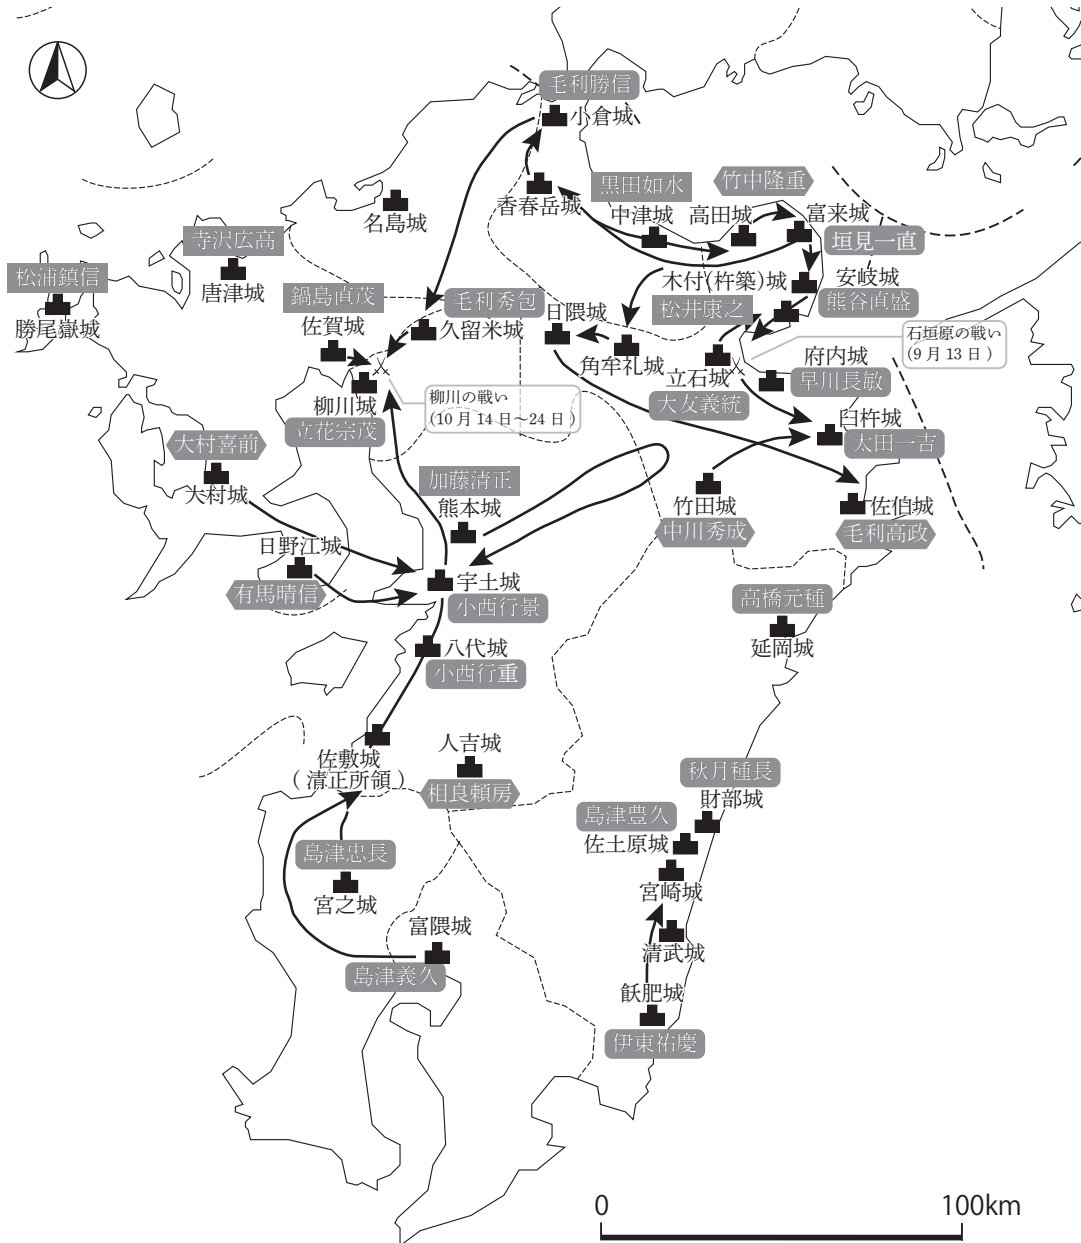 毛利勝信
小倉城
香春岳城
黒田如水
中津城
竹中隆重
高田城
富来城
垣見一直
名島城
寺沢広高
唐津城
松浦鎮信
勝尾嶽城
木付(杵築)城
松井康之
安岐城
熊谷直盛
鍋島直茂
佐賀城
毛利秀包
久留米城
日隈城
角牟礼城
立石城
大友義統
石垣原の戦い
(9月13日)
府内城
早川長敏
柳川城
立花宗茂
柳川の戦い
(10月14日〜24日)
臼杵城
太田一吉
大村喜前
大村城
加藤清正
熊本城
竹田城
中川秀成
佐伯城
毛利高政
日野江城
有馬晴信
宇土城
小西行景
高橋元種
延岡城
八代城
小西行重
佐敷城
(清正所領)
人吉城
相良頼房
秋月種長
財部城
島津豊久
佐土原城
宮崎城
島津忠長
宮之城
清武城
富隈城
島津義久
飫肥城
伊東祐慶
0
100km